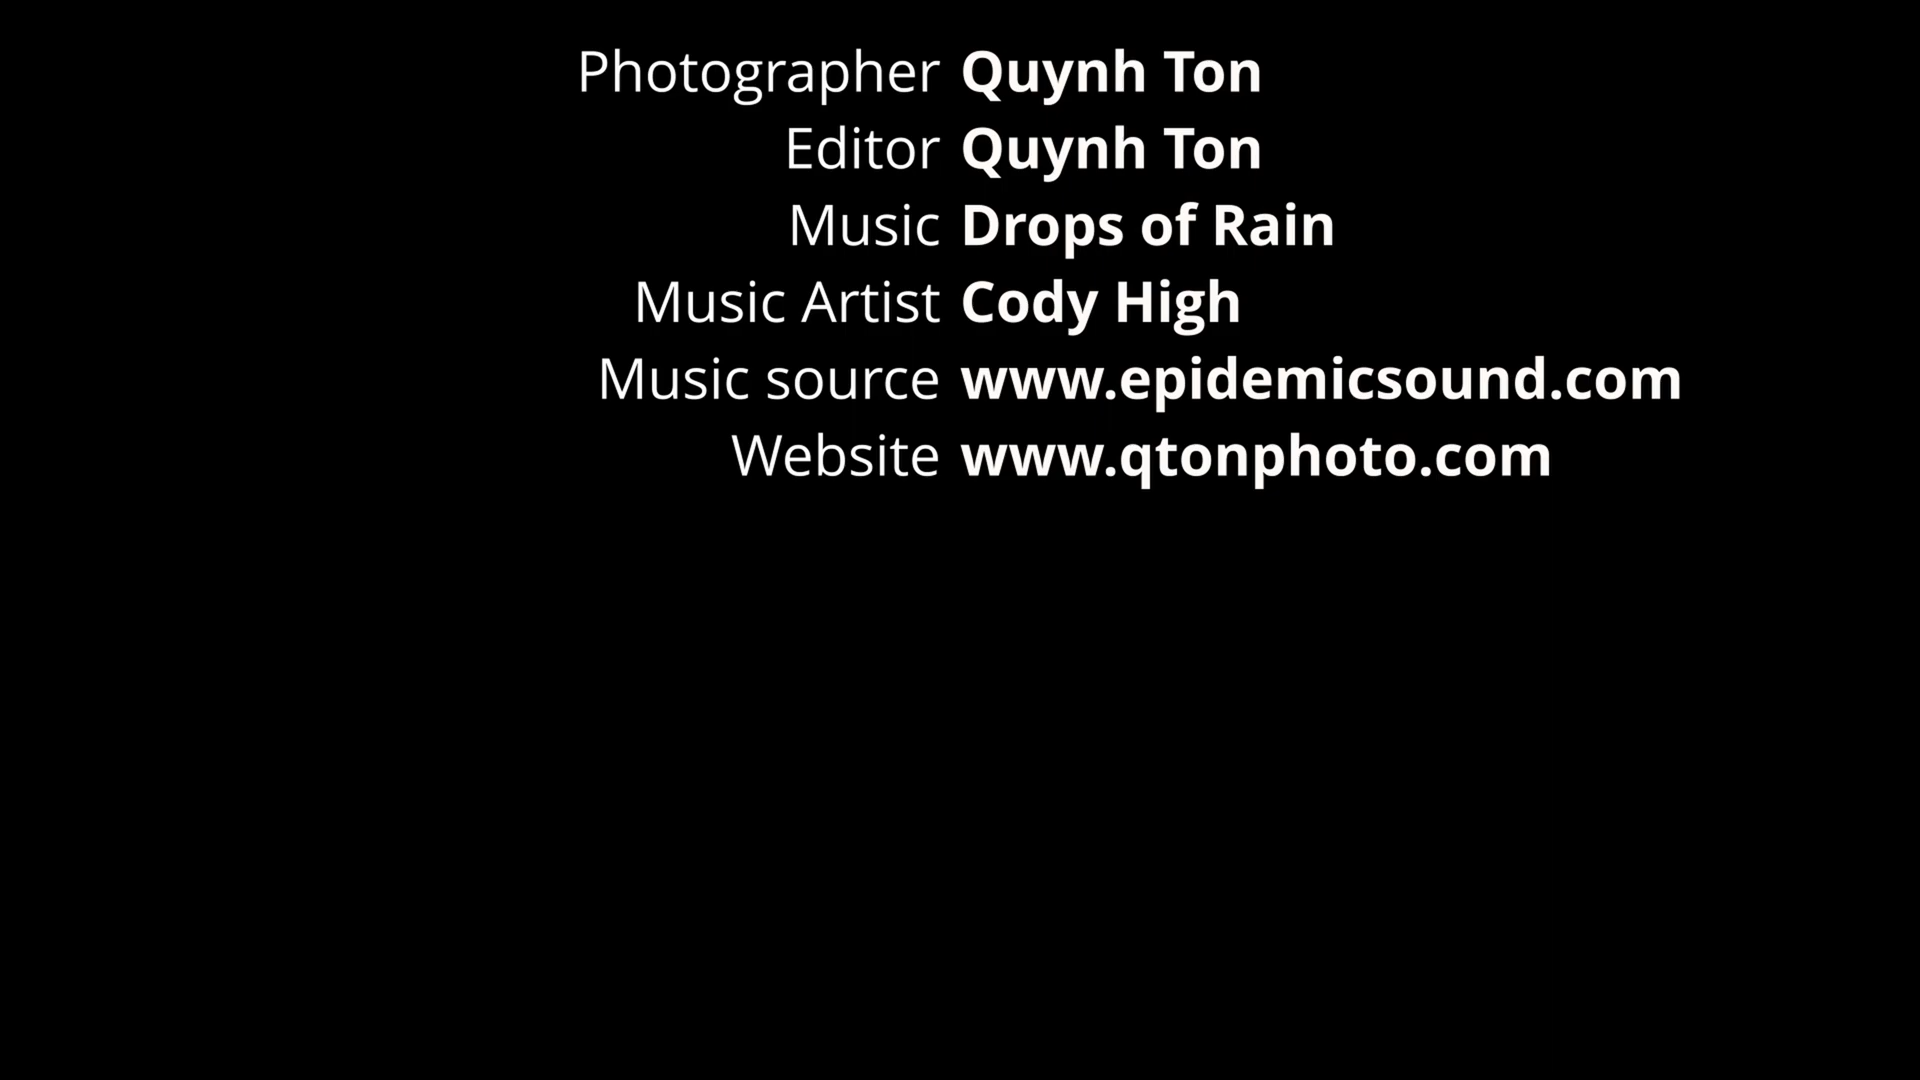 Photographer Quynh Ton
Editor Quynh Ton
Music Drops of Rain
Music Artist Cody High
Music source www.epidemicsound.com
Website www.qtonphoto.com